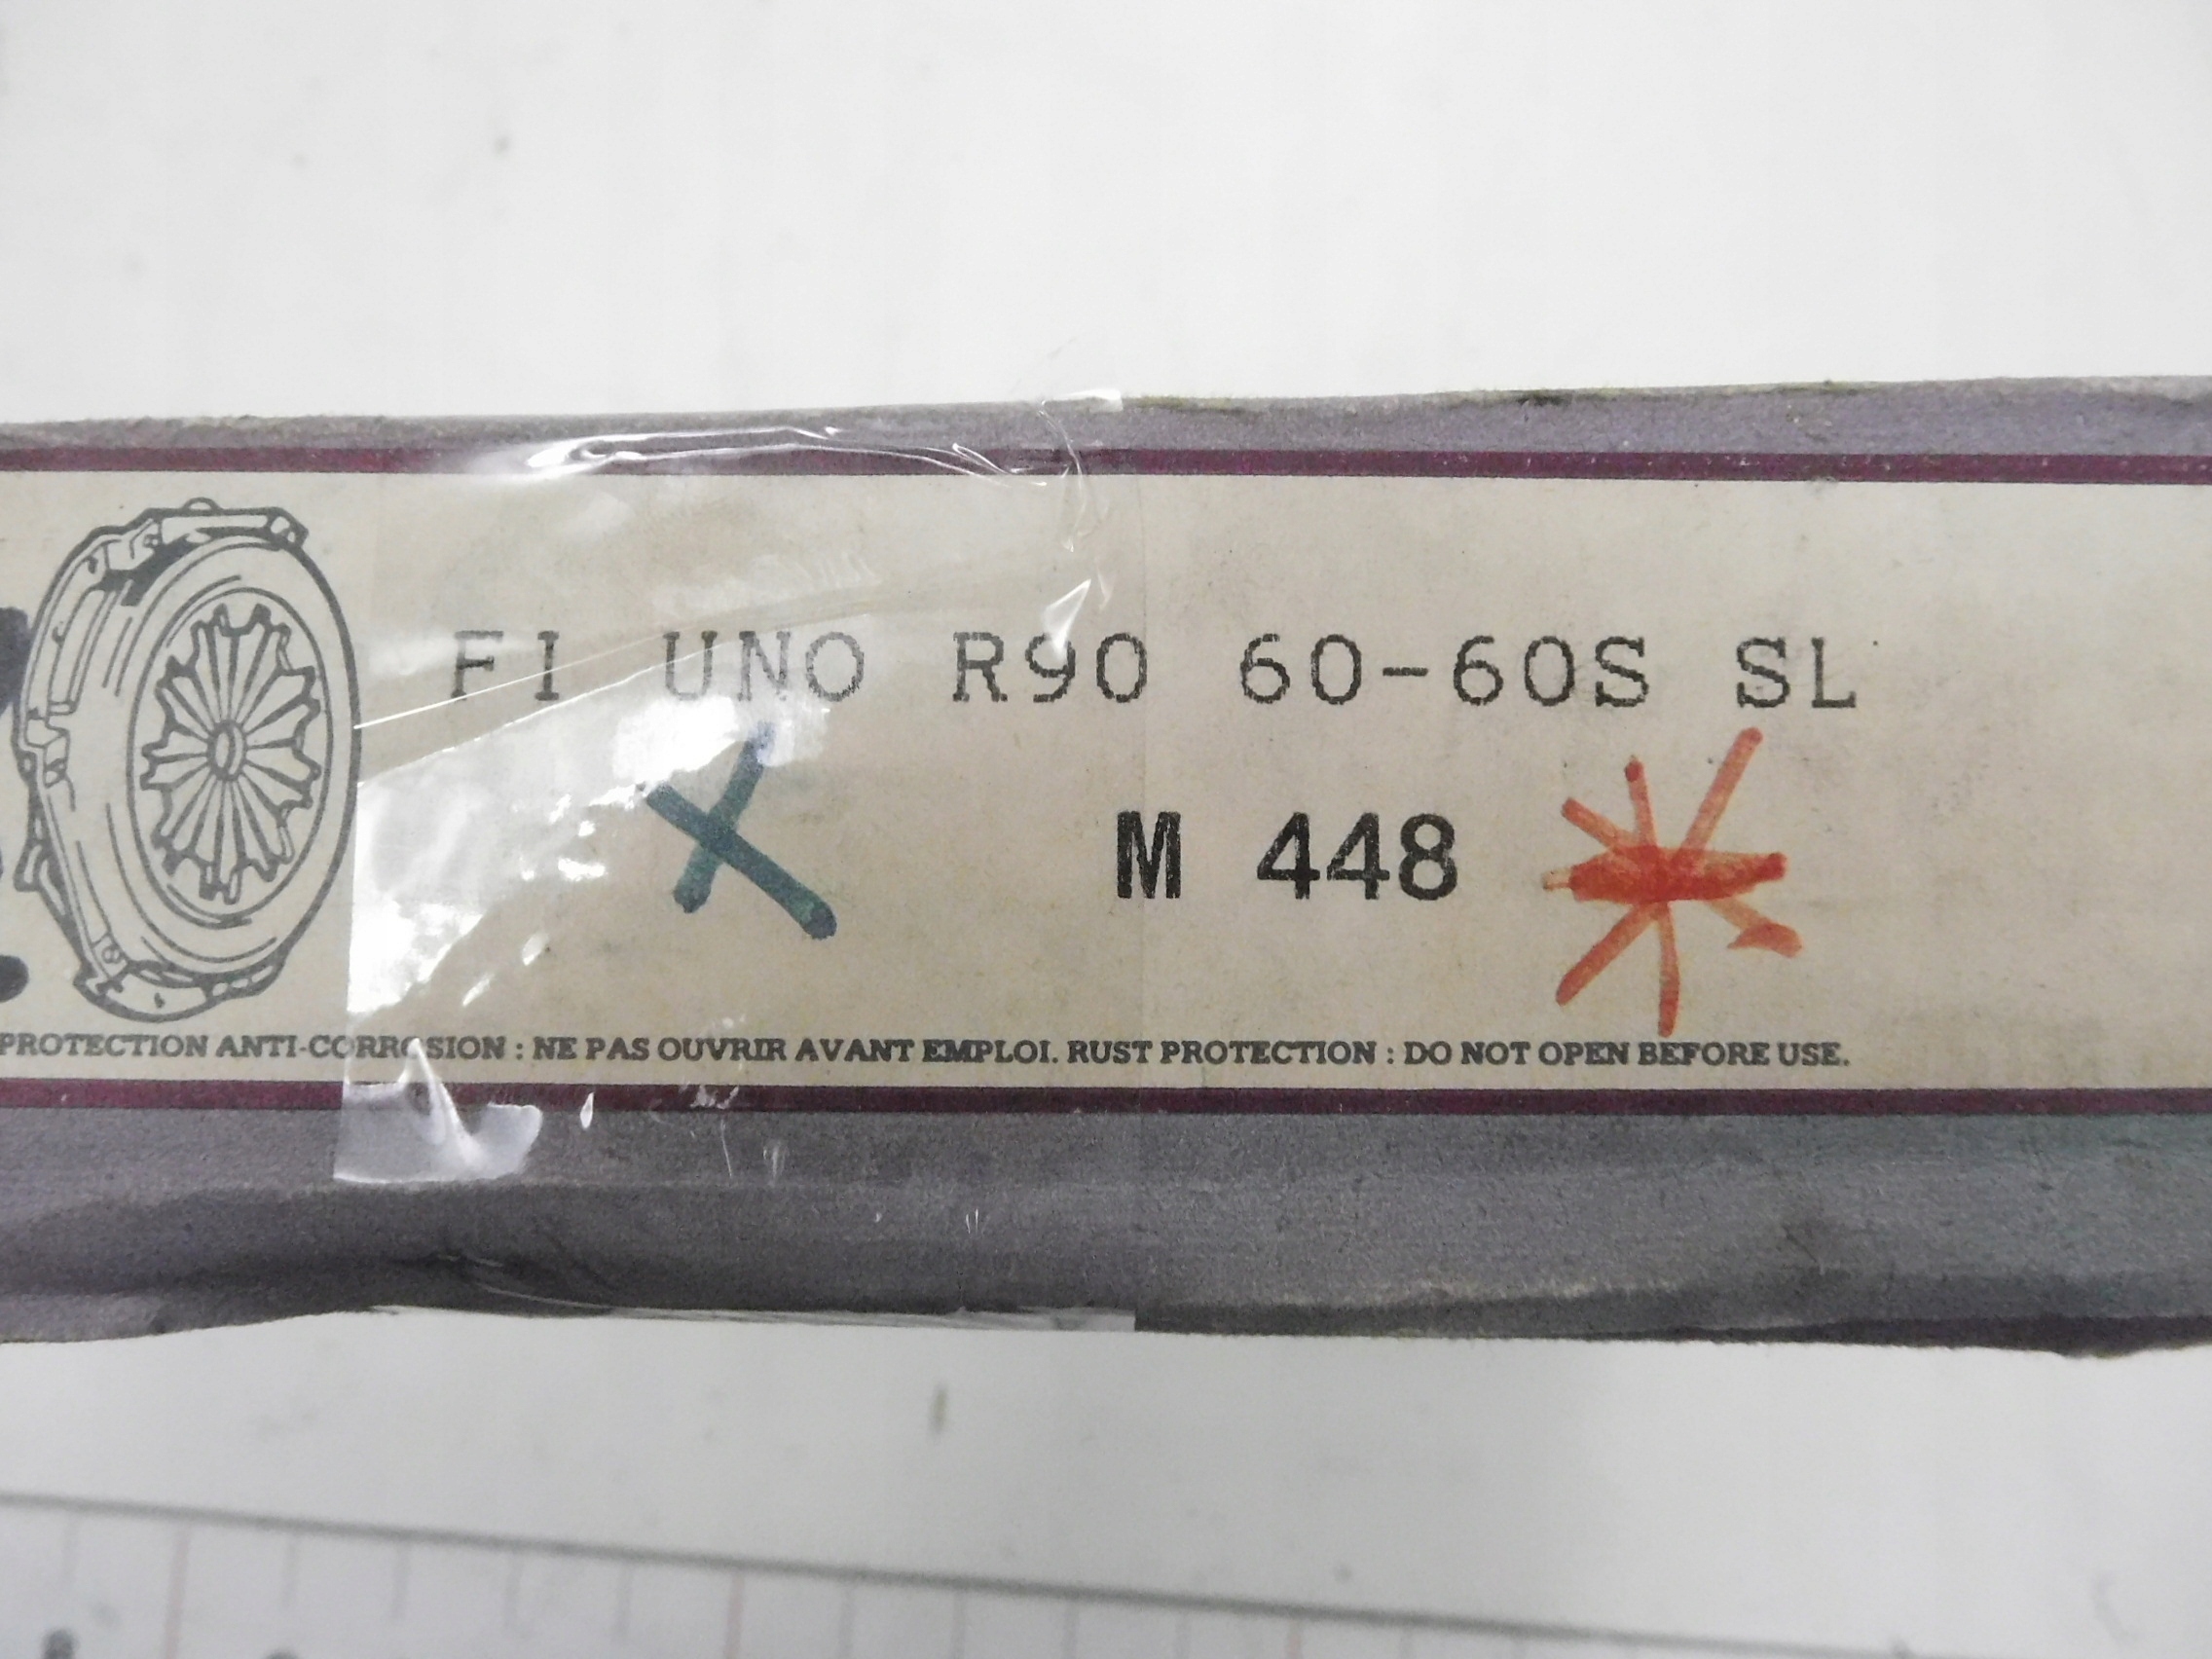 FI UNO R90 60-60S SL
M 448
PROTECTION ANTI-CORROSION : NE PAS OUVRIR AVANT EMPLOI. RUST PROTECTION : DO NOT OPEN BEFORE USE.